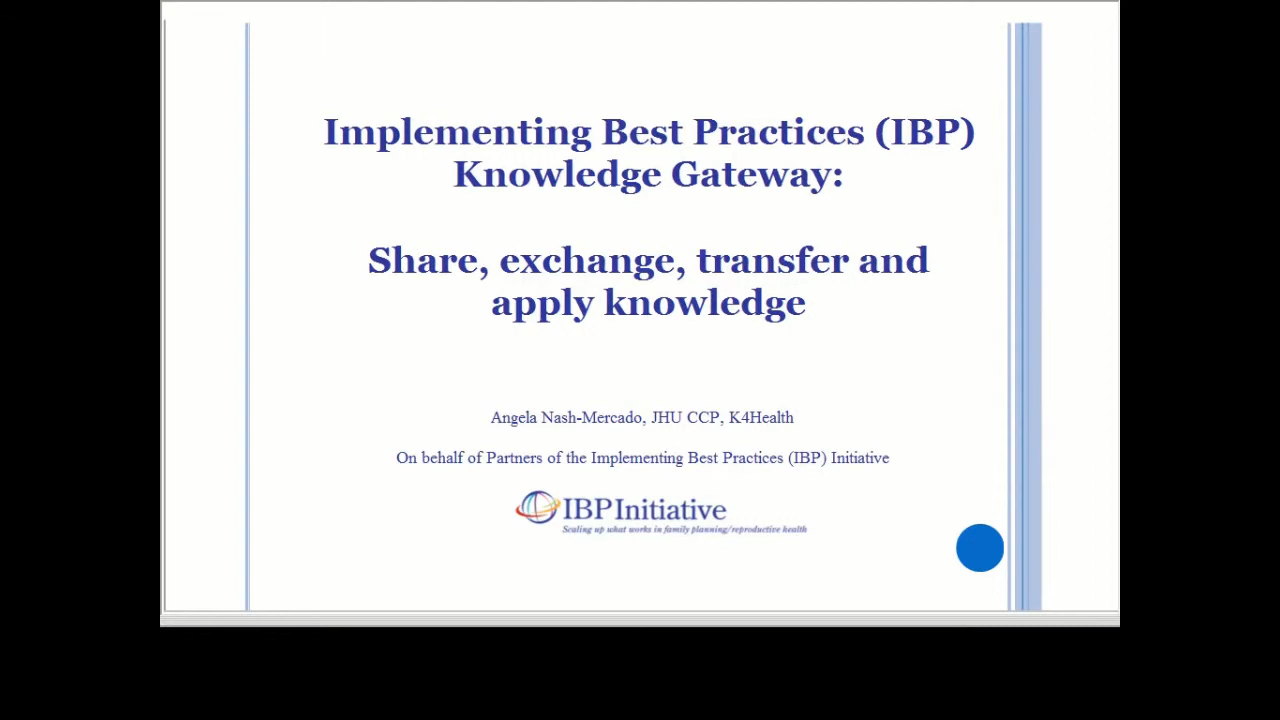 Implementing Best Practices (IBP)
Knowledge Gateway:
Share, exchange, transfer and
apply knowledge
Angela Nash-Mercado, JHU CCP, K4Health
On behalf of Partners of the Implementing Best Practices (IBP) Initiative
IBPInitiative
Scaling up what works in family planning/reproductive health